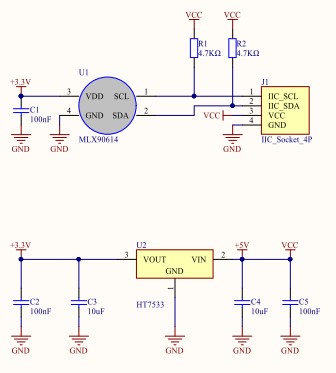 VCC
VCC
R1
4.7KΩ
R2
4.7KΩ
U1
J1
+3.3V
3
VDD
SCL
1
1
IIC_SCL
2
IIC_SDA
C1
100nF
4
GND
SDA
2
VCC
3
VCC
4
GND
GND
GND
MLX90614
GND
IIC_Socket_4P
+3.3V
U2
+5V
VCC
3
VOUT
VIN
2
GND
1
C2
100nF
C3
10uF
HT7533
C4
10uF
C5
100nF
GND
GND
GND
GND
GND